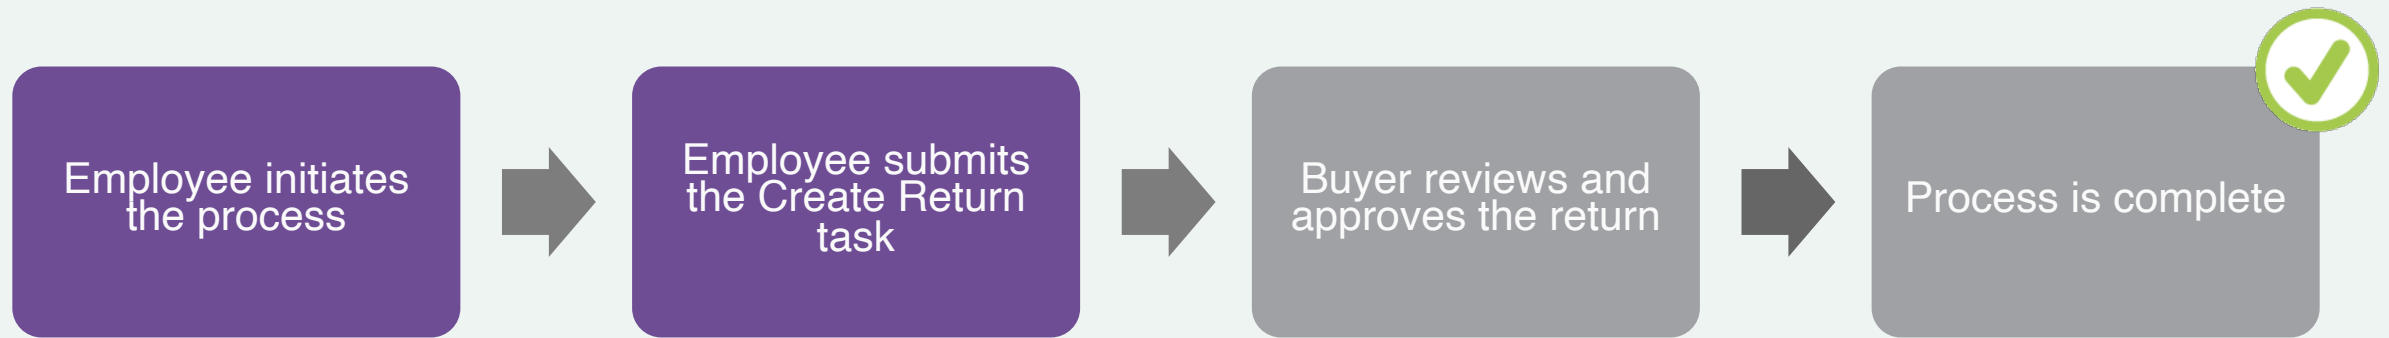 Employee initiates
the process
Employee submits
the Create Return
task
Buyer reviews and
approves the return
Process is complete